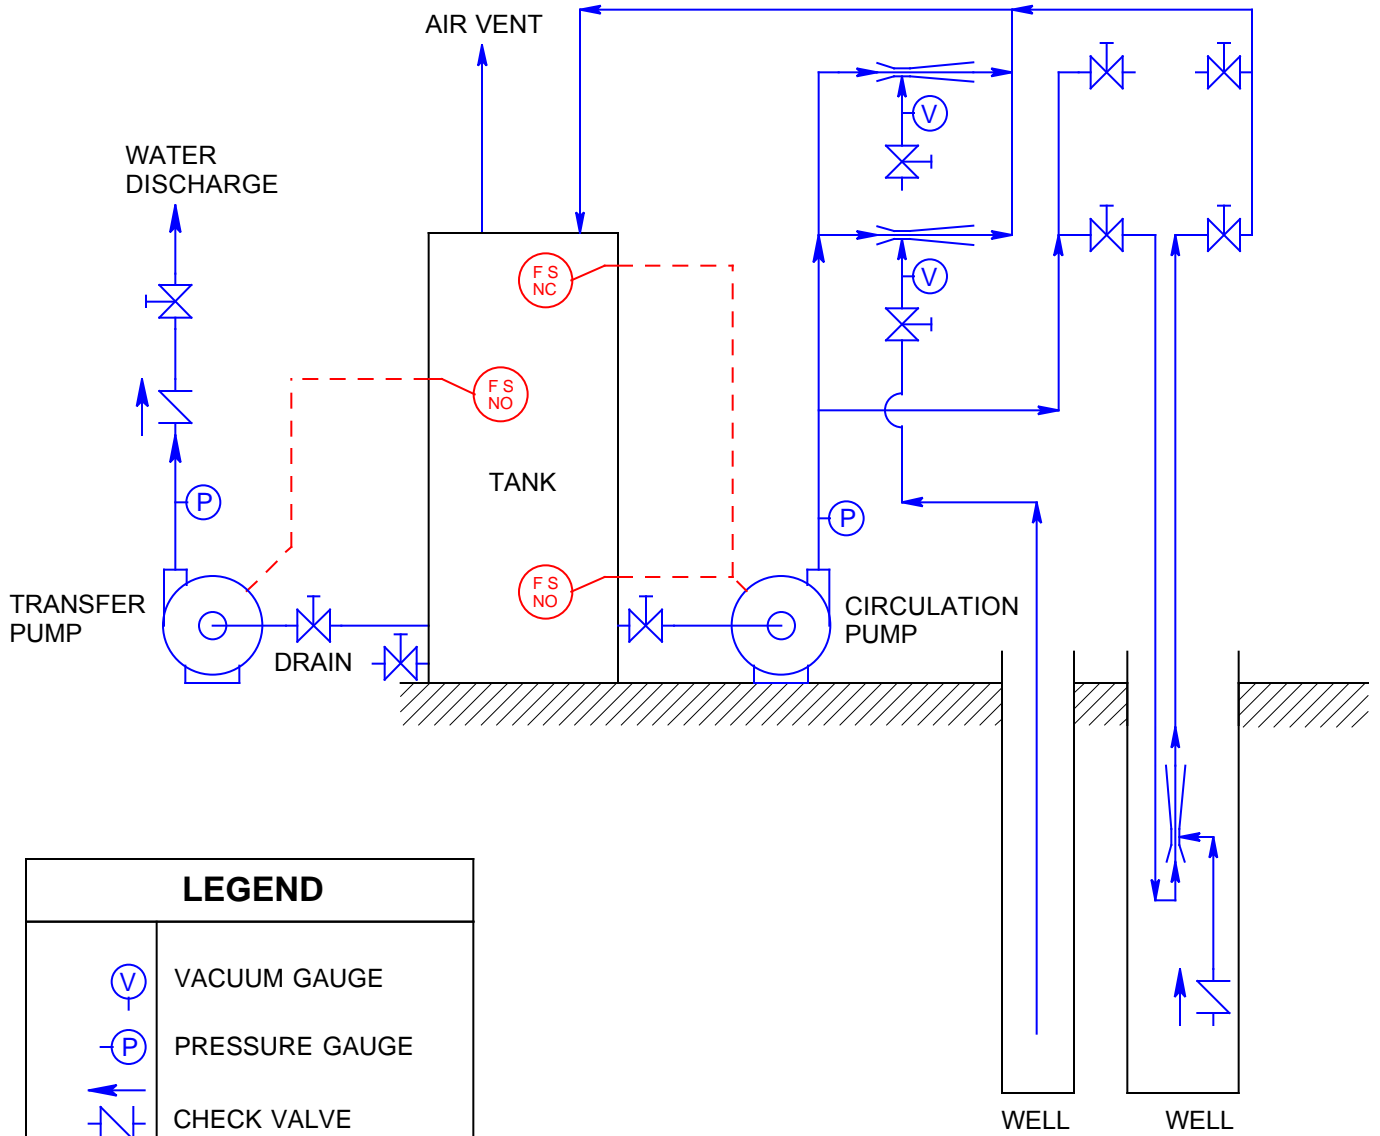 AIR VENT
WATER
DISCHARGE
V
V
F S
NC
F S
NO
TANK
P
P
F S
NO
TRANSFER
PUMP
DRAIN
CIRCULATION
PUMP
LEGEND
V VACUUM GAUGE
P PRESSURE GAUGE
CHECK VALVE
WELL WELL